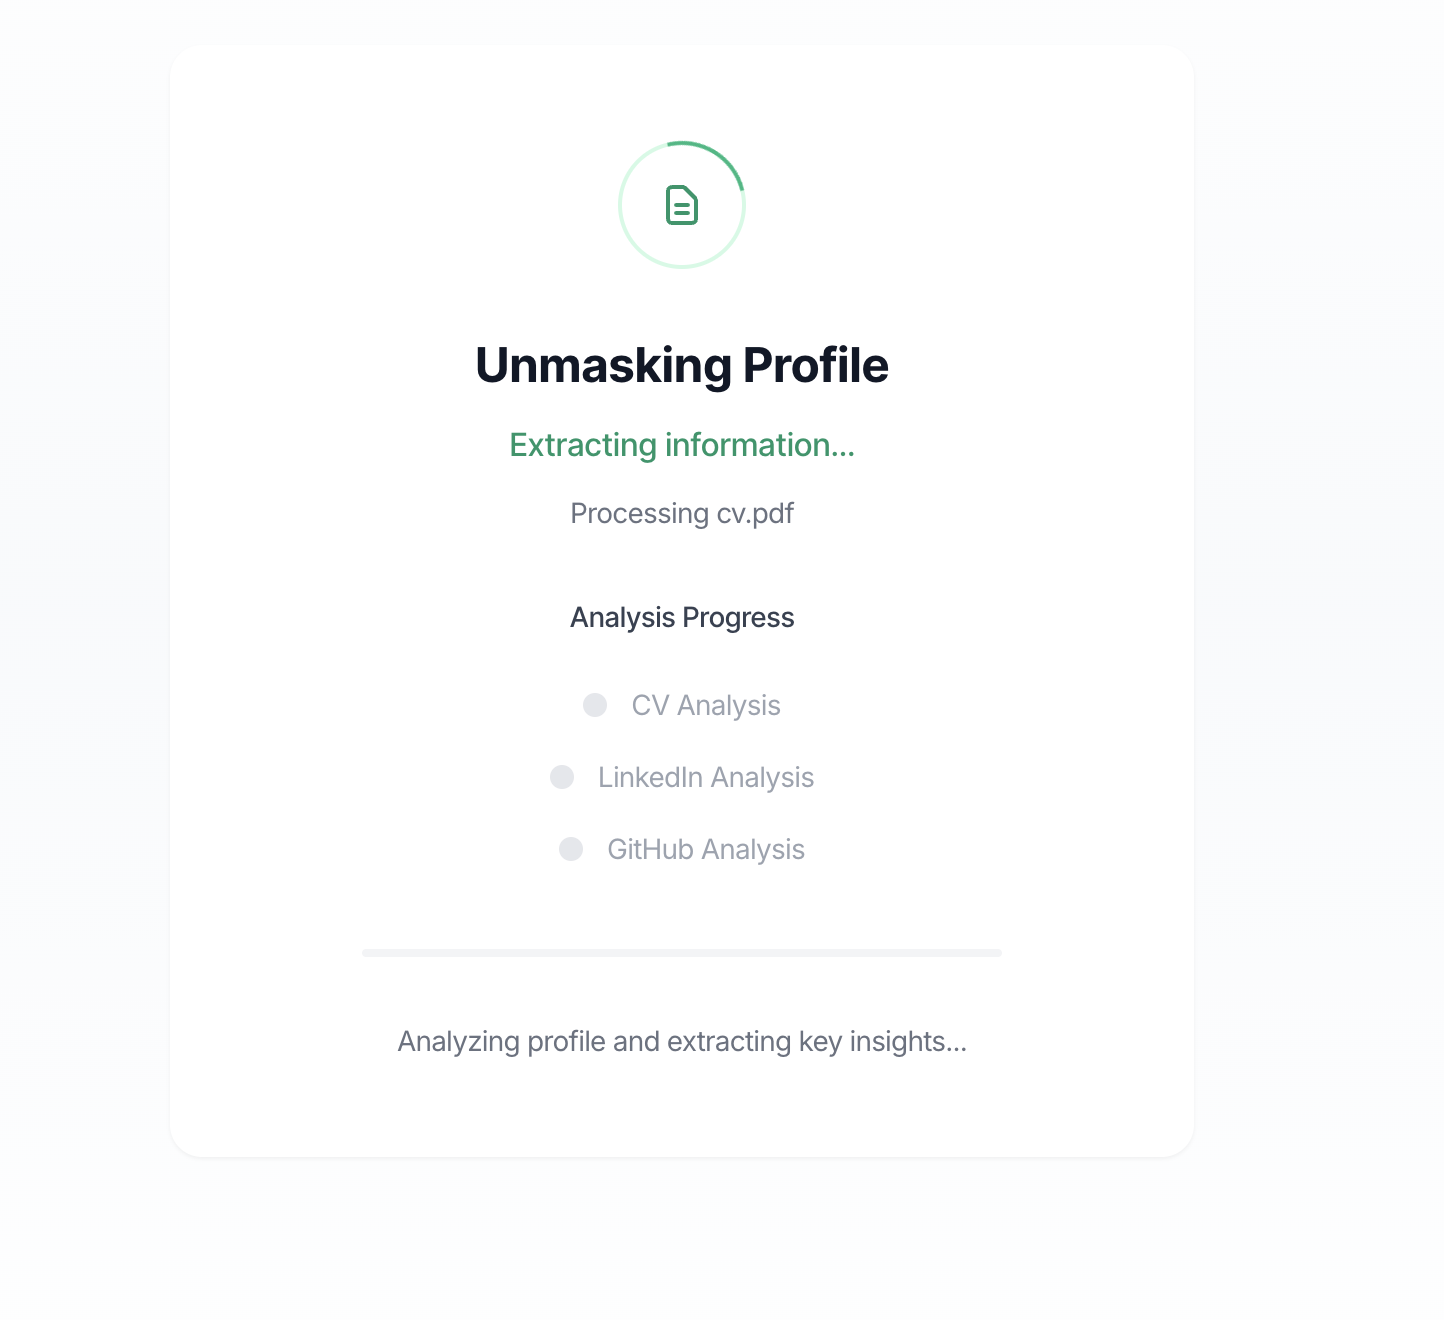 Unmasking Profile
Extracting information...
Processing cv.pdf
Analysis Progress
CV Analysis
LinkedIn Analysis
GitHub Analysis
Analyzing profile and extracting key insights...